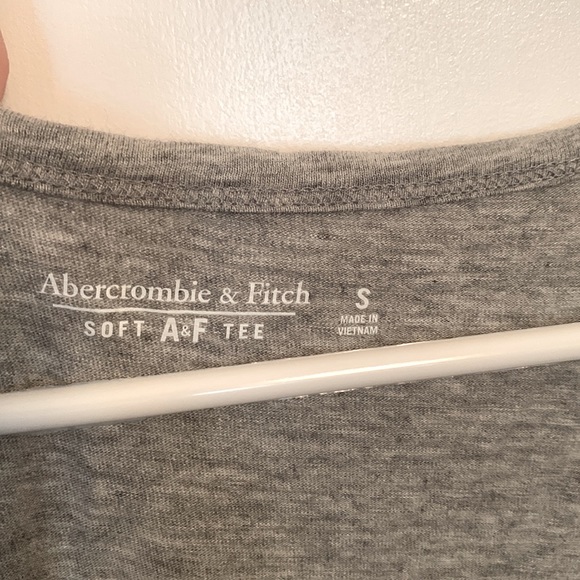 Abercrombie & Fitch
SOFT A&F TEE
S
MADE IN
VIETNAM